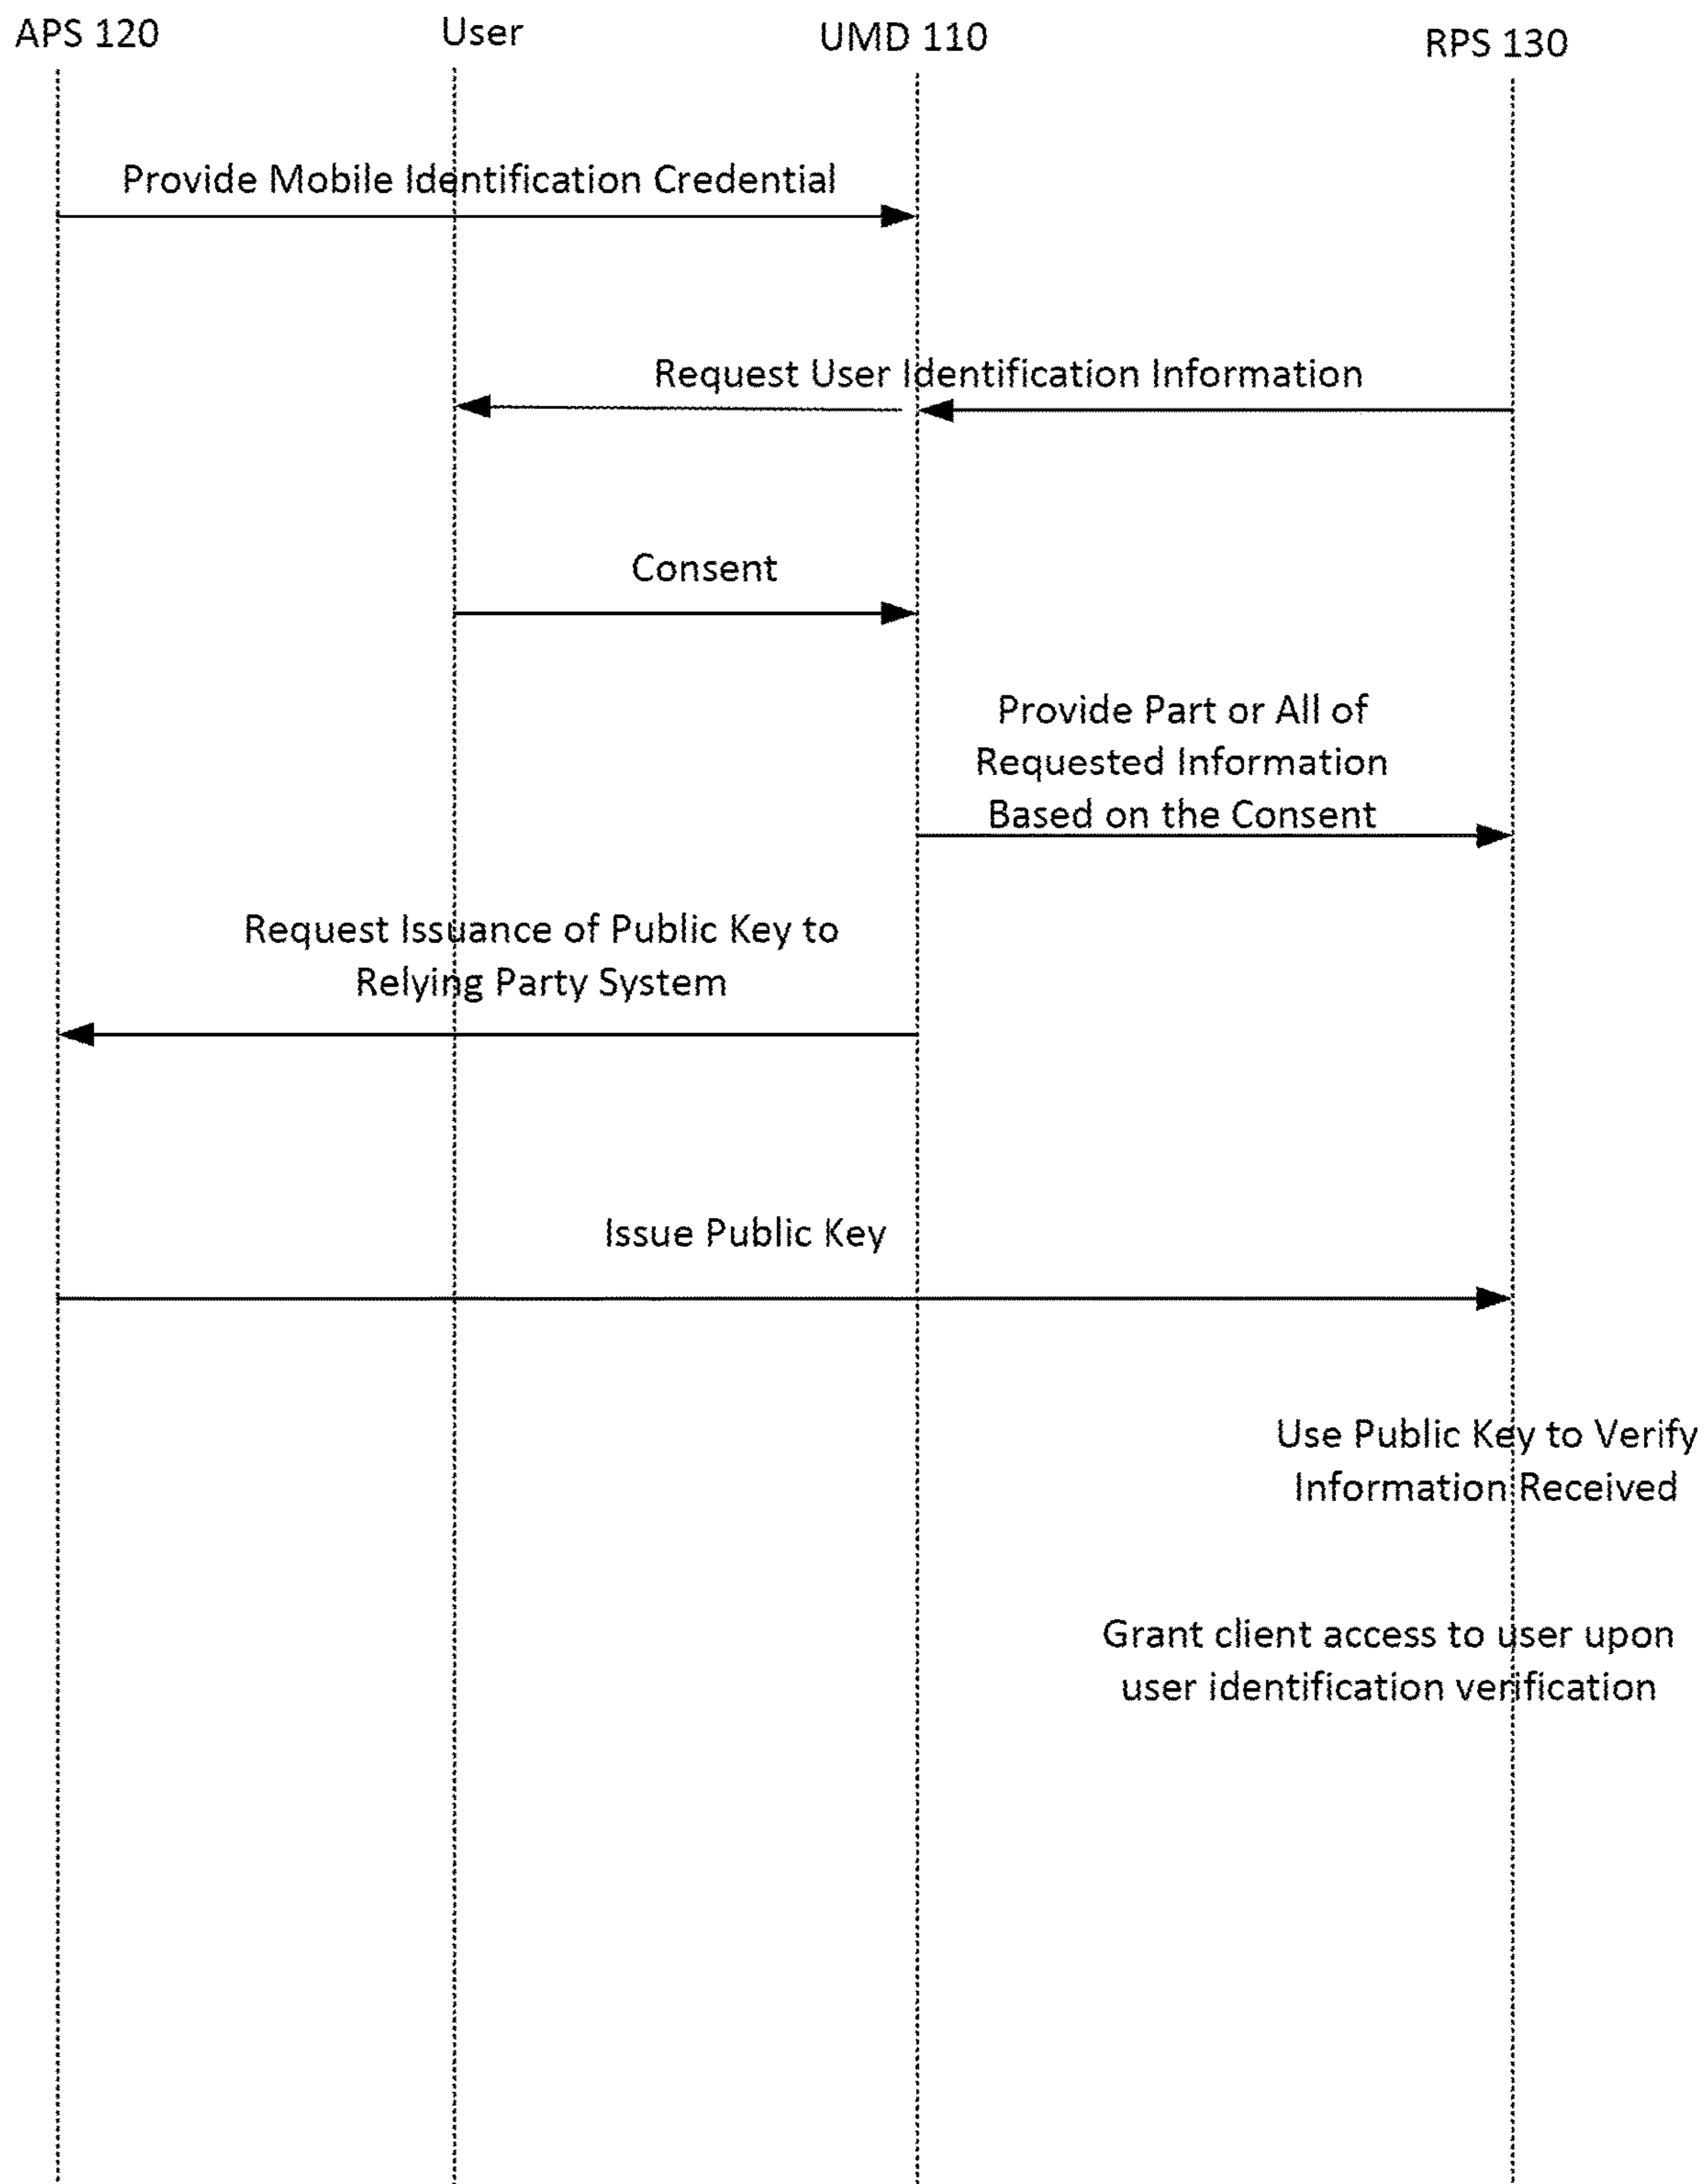 APS 120
User
UMD 110
RPS 130
Provide Mobile Identification Credential
Request User Identification Information
Consent
Provide Part or All of
Requested Information
Based on the Consent
Request Issuance of Public Key to
Relying Party System
Issue Public Key
Use Public Key to Verify
Information Received
Grant client access to user upon
user identification verification